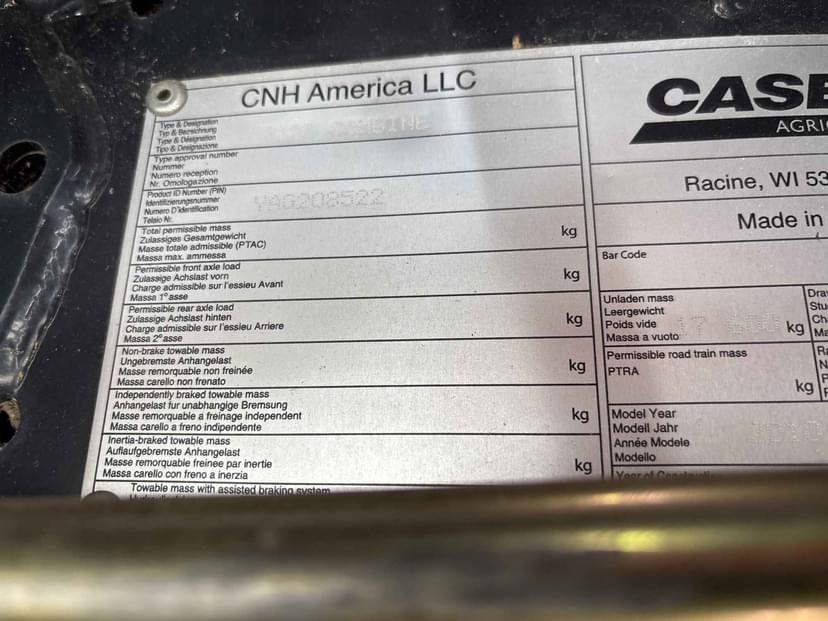 CNH America LLC
Type & Designation
Typ & Bezeichnung
Type & Désignation
Tipo & Designazione
COMBINE
Type approval number
Nummer
Numero reception
Nr. Omologazione
Product ID Number (PIN)
Identifizierungsnummer
Numero D'identification
Telaio Nr.
YAG208522
Total permissible mass
Zulassiges Gesamtgewicht
Masse totale admissible (PTAC)
Massa max. ammessa
kg
Permissible front axle load
Zulassige Achslast vorn
Charge admissible sur l'essieu Avant
Massa 1° asse
kg
Permissible rear axle load
Zulassige Achslast hinten
Charge admissible sur l'essieu Arriere
Massa 2° asse
kg
Non-brake towable mass
Ungebremste Anhangelast
Masse remorquable non freinée
Massa carello non frenato
kg
Independently braked towable mass
Anhangelast fur unabhangige Bremsung
Masse remorquable a freinage independent
Massa carallo a freno indipendente
kg
Inertia-braked towable mass
Auflaufgebremste Anhangelast
Masse remorquable freinee par inertie
Massa carello con freno a inerzia
kg
Towable mass with assisted braking system
CASE
AGRI
Racine, WI 53
Made in
Bar Code
Unladen mass
Leergewicht
Poids vide
Massa a vuoto
kg
Permissible road train mass
PTRA
kg
Model Year
Modell Jahr
Année Modele
Modello